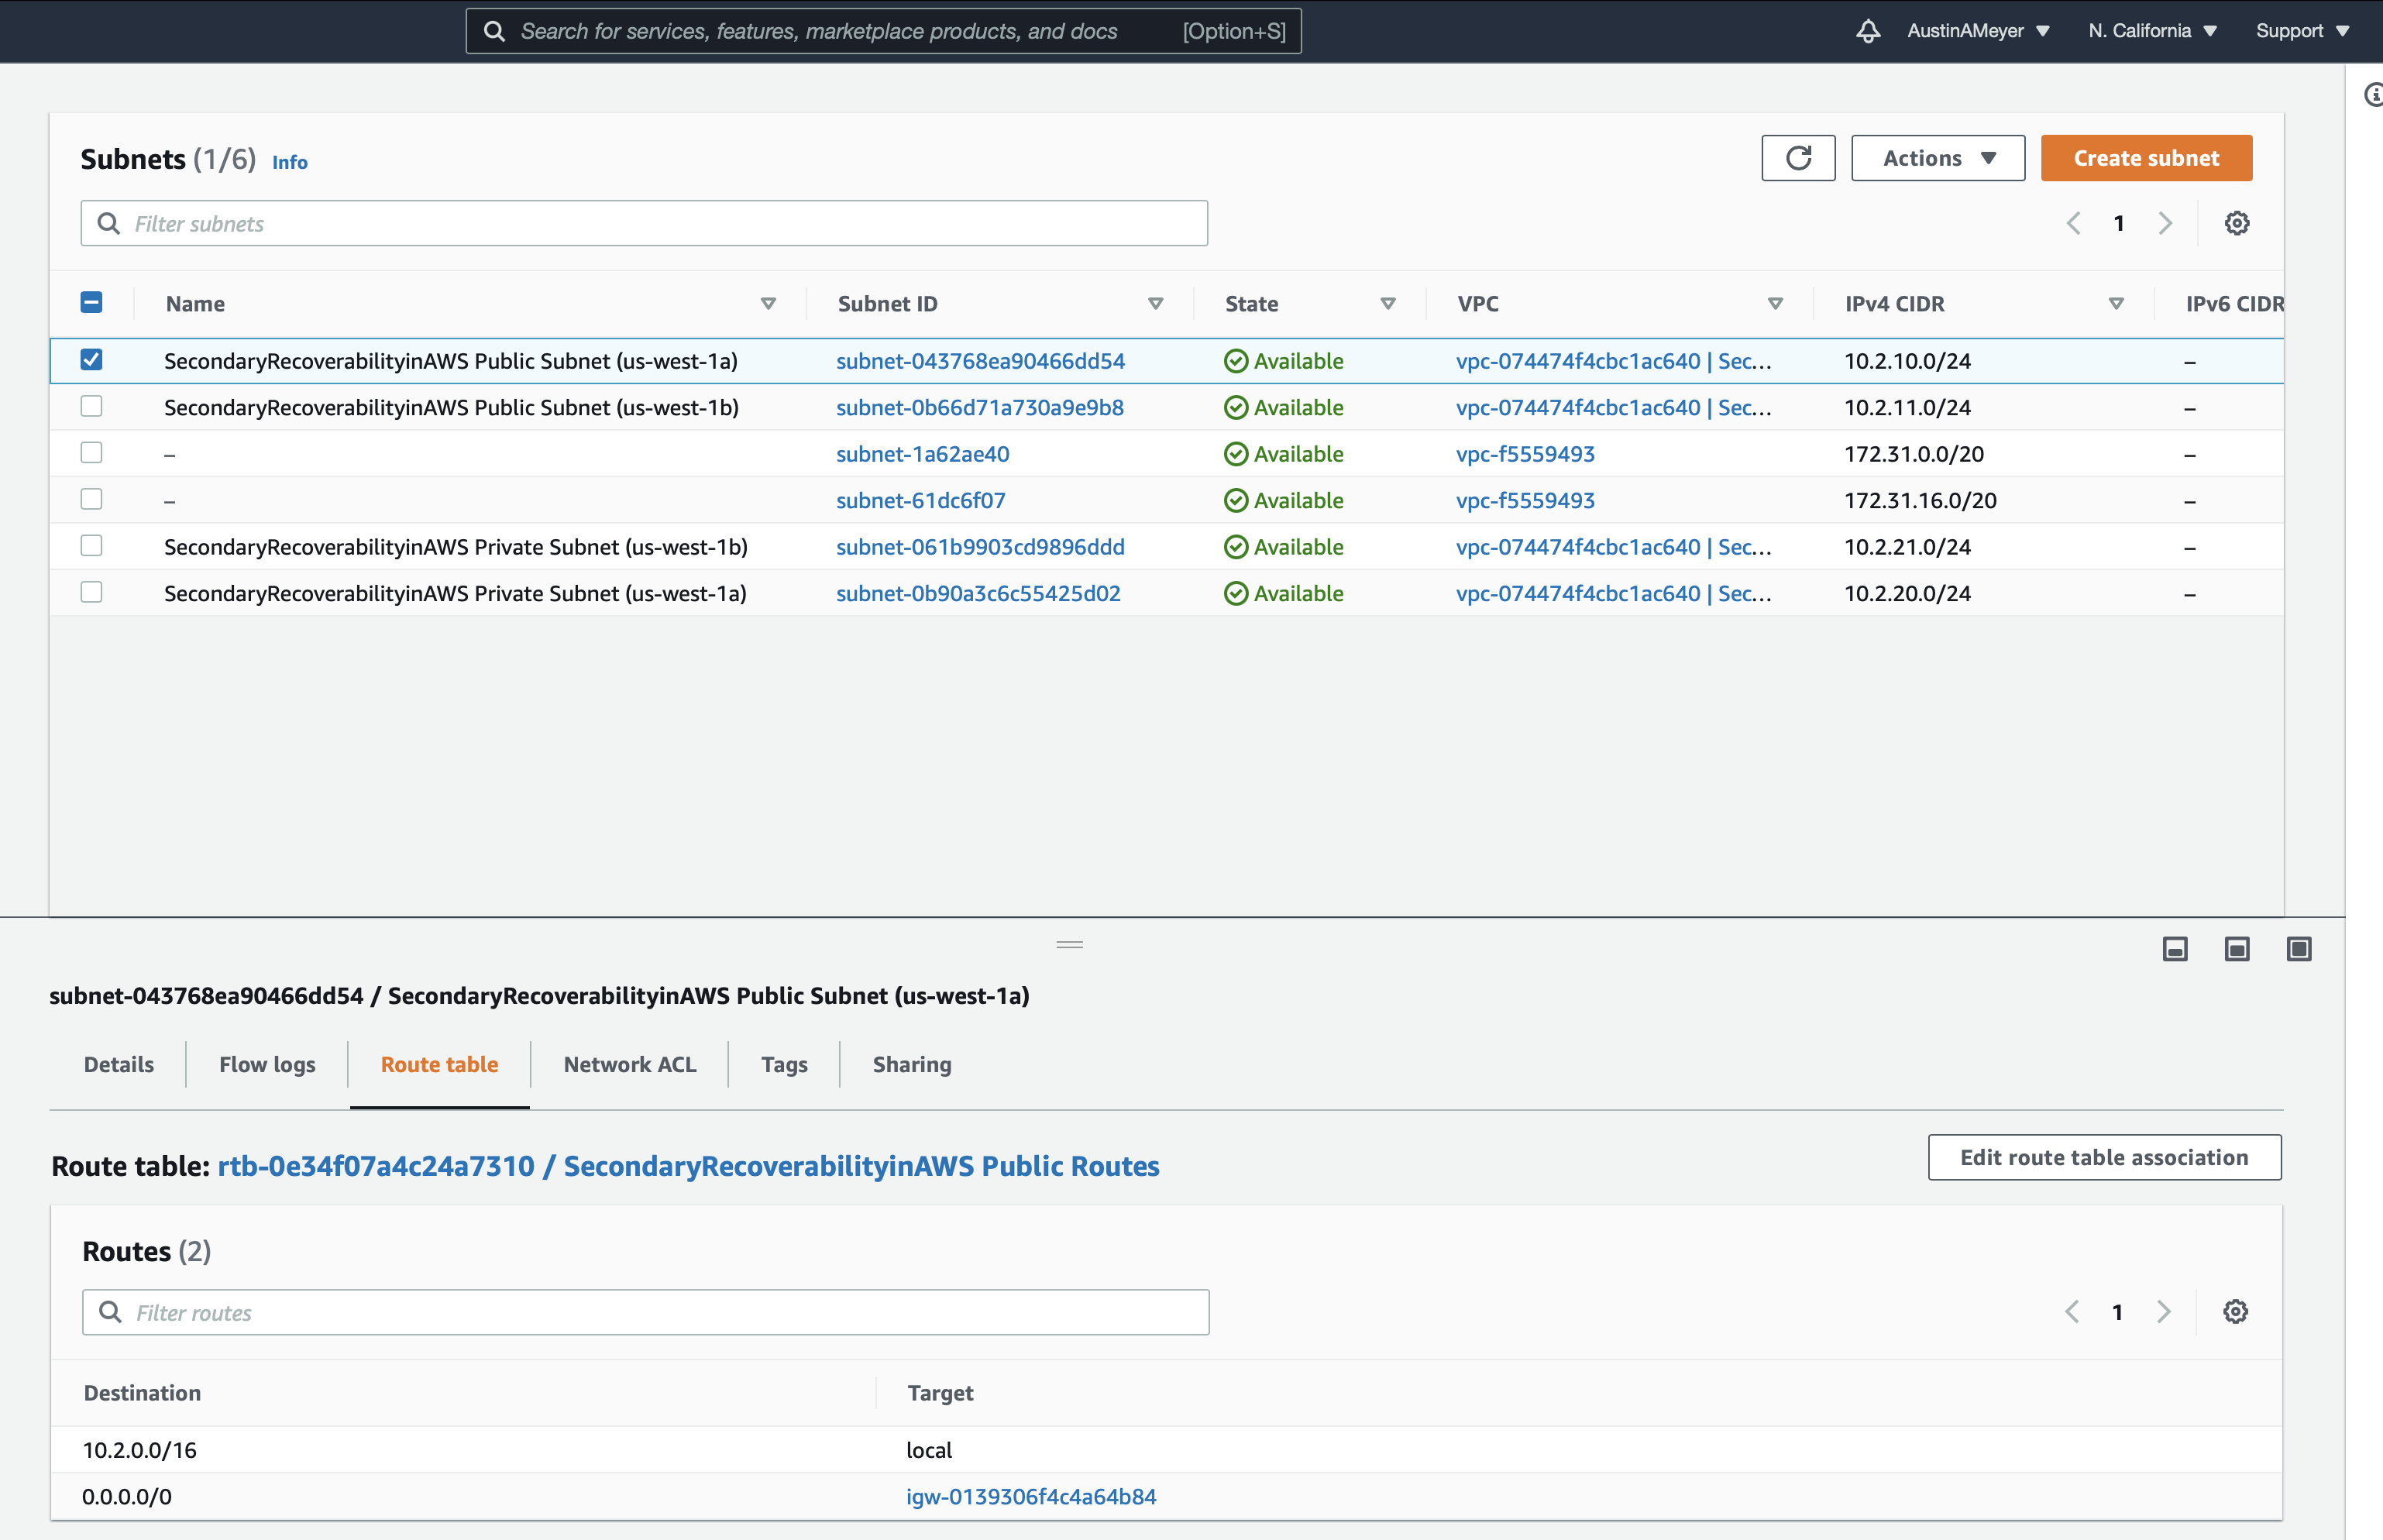 Search for services, features, marketplace products, and docs [Option+S] AustinAMeyer N. California Support
Subnets (1/6) Info Actions Create subnet
Filter subnets 1
Name Subnet ID State VPC IPv4 CIDR IPv6 CIDR
SecondaryRecoverabilityinAWS Public Subnet (us-west-1a) subnet-043768ea90466dd54 Available vpc-074474f4cbc1ac640 | Sec... 10.2.10.0/24 –
SecondaryRecoverabilityinAWS Public Subnet (us-west-1b) subnet-0b66d71a730a9e9b8 Available vpc-074474f4cbc1ac640 | Sec... 10.2.11.0/24 –
– subnet-1a62ae40 Available vpc-f5559493 172.31.0.0/20 –
– subnet-61dc6f07 Available vpc-f5559493 172.31.16.0/20 –
SecondaryRecoverabilityinAWS Private Subnet (us-west-1b) subnet-061b9903cd9896ddd Available vpc-074474f4cbc1ac640 | Sec... 10.2.21.0/24 –
SecondaryRecoverabilityinAWS Private Subnet (us-west-1a) subnet-0b90a3c6c55425d02 Available vpc-074474f4cbc1ac640 | Sec... 10.2.20.0/24 –
subnet-043768ea90466dd54 / SecondaryRecoverabilityinAWS Public Subnet (us-west-1a)
Details Flow logs Route table Network ACL Tags Sharing
Route table: rtb-0e34f07a4c24a7310 / SecondaryRecoverabilityinAWS Public Routes Edit route table association
Routes (2)
Filter routes 1
Destination Target
10.2.0.0/16 local
0.0.0.0/0 igw-0139306f4c4a64b84